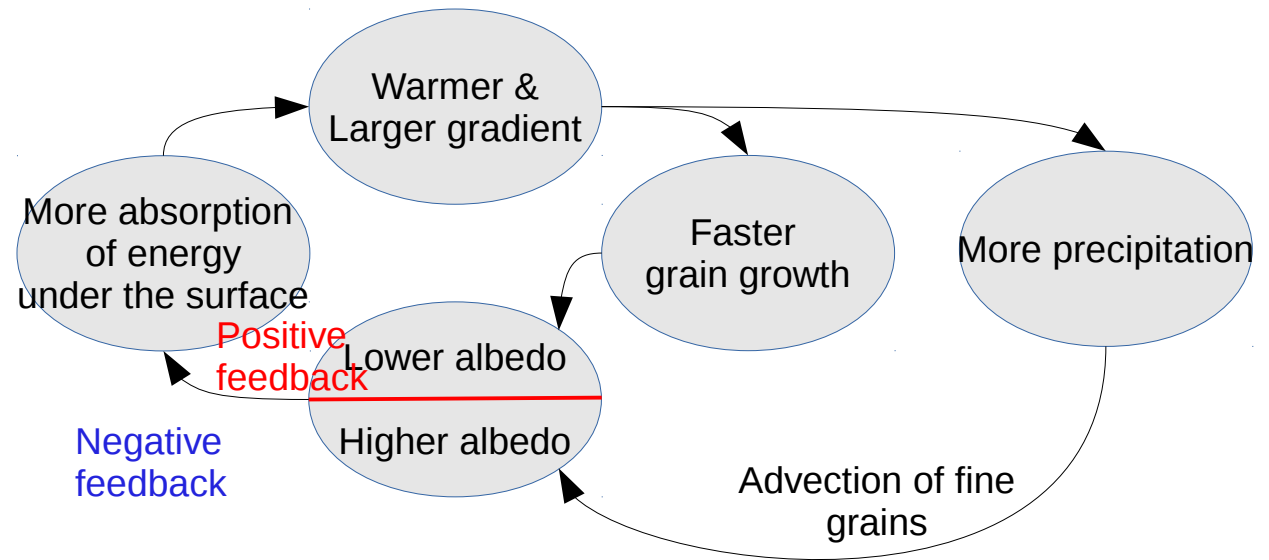 Warmer &
Larger gradient
More absorption
of energy
under the surface
Faster
grain growth
More precipitation
Positive
feedback
Lower albedo
Higher albedo
Negative
feedback
Advection of fine
grains